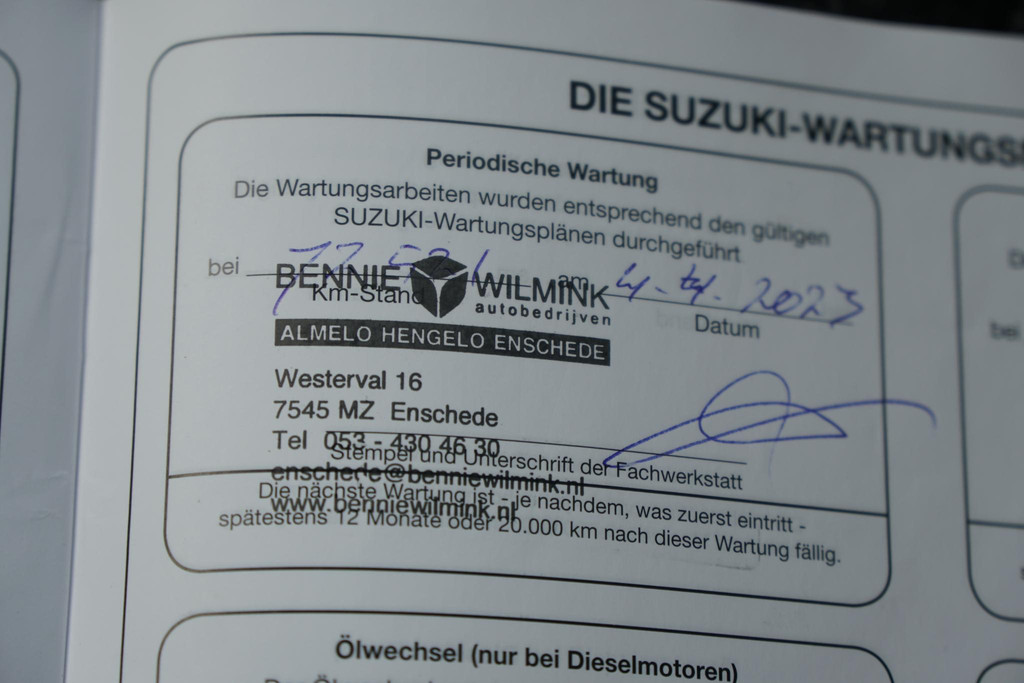 DIE SUZUKI-WARTUNGS
Periodische Wartung
Die Wartungsarbeiten wurden entsprechend den gültigen
SUZUKI-Wartungsplänen durchgeführt
bei am 2023
Km-Stand Datum
BENNIE WILMINK
autobedrijven
ALMELO HENGELO ENSCHEDE
Westerval 16
7545 MZ Enschede
Tel 053 - 430 46 30
Stempel und Unterschrift der Fachwerkstatt
enschede@benniewilmink.nl
Die nächste Wartung ist - je nachdem, was zuerst eintritt -
www.benniewilmink.nl
spätestens 12 Monate oder 20.000 km nach dieser Wartung fällig.
bei
Ölwechsel (nur bei Dieselmotoren)